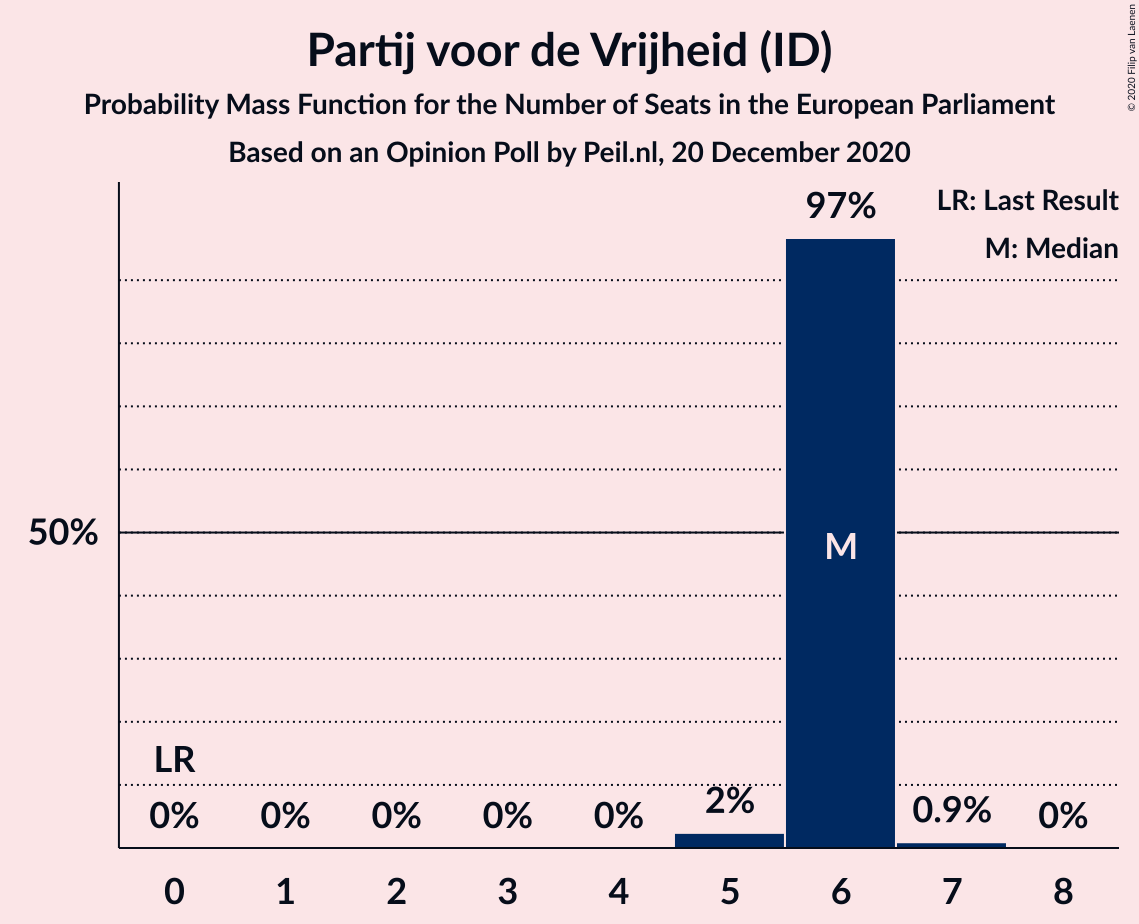 Partij voor de Vrijheid (ID)
Probability Mass Function for the Number of Seats in the European Parliament
Based on an Opinion Poll by Peil.nl, 20 December 2020
© 2020 Filip van Laenen
LR: Last Result
M: Median
97%
50%
M
LR
0% 0% 0% 0% 0% 2% 0.9% 0%
0 1 2 3 4 5 6 7 8